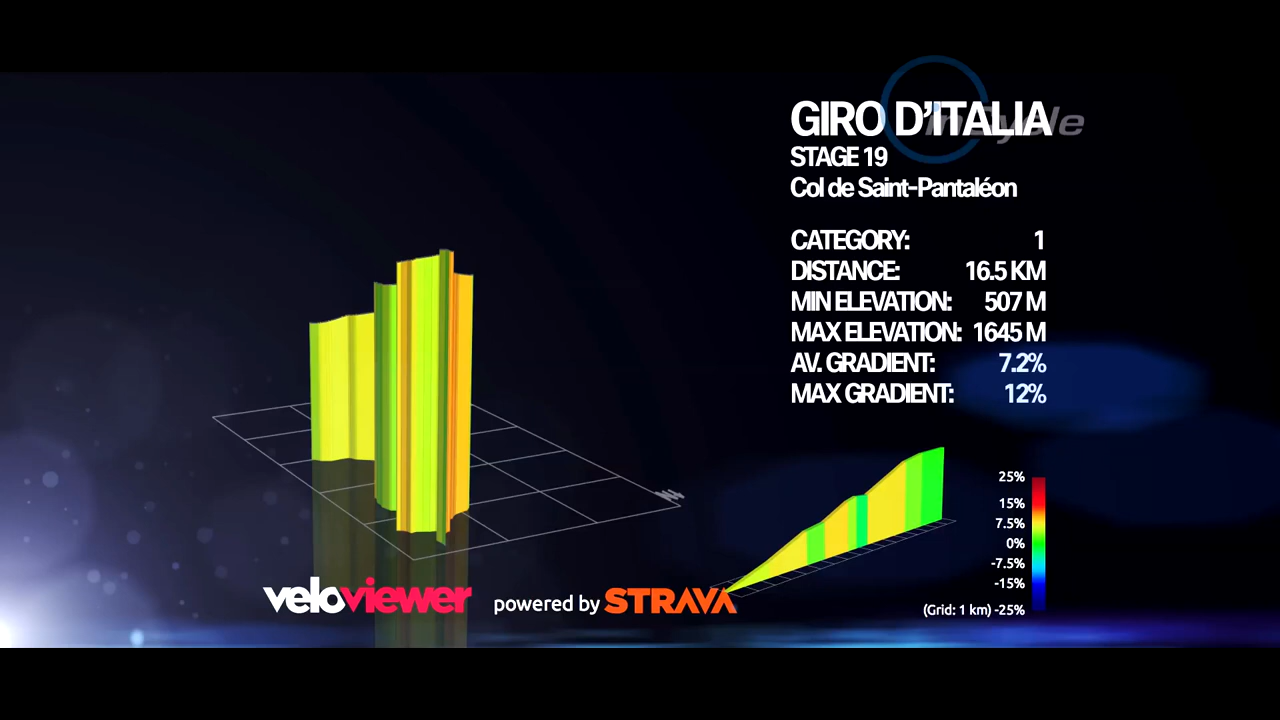 inCycle
GIRO D'ITALIA
STAGE 19
Col de Saint-Pantaléon
CATEGORY: 1
DISTANCE: 16.5 KM
MIN ELEVATION: 507 M
MAX ELEVATION: 1645 M
AV. GRADIENT: 7.2%
MAX GRADIENT: 12%
25%
15%
7.5%
0%
-7.5%
-15%
(Grid: 1 km) -25%
veloviewer powered by STRAVA